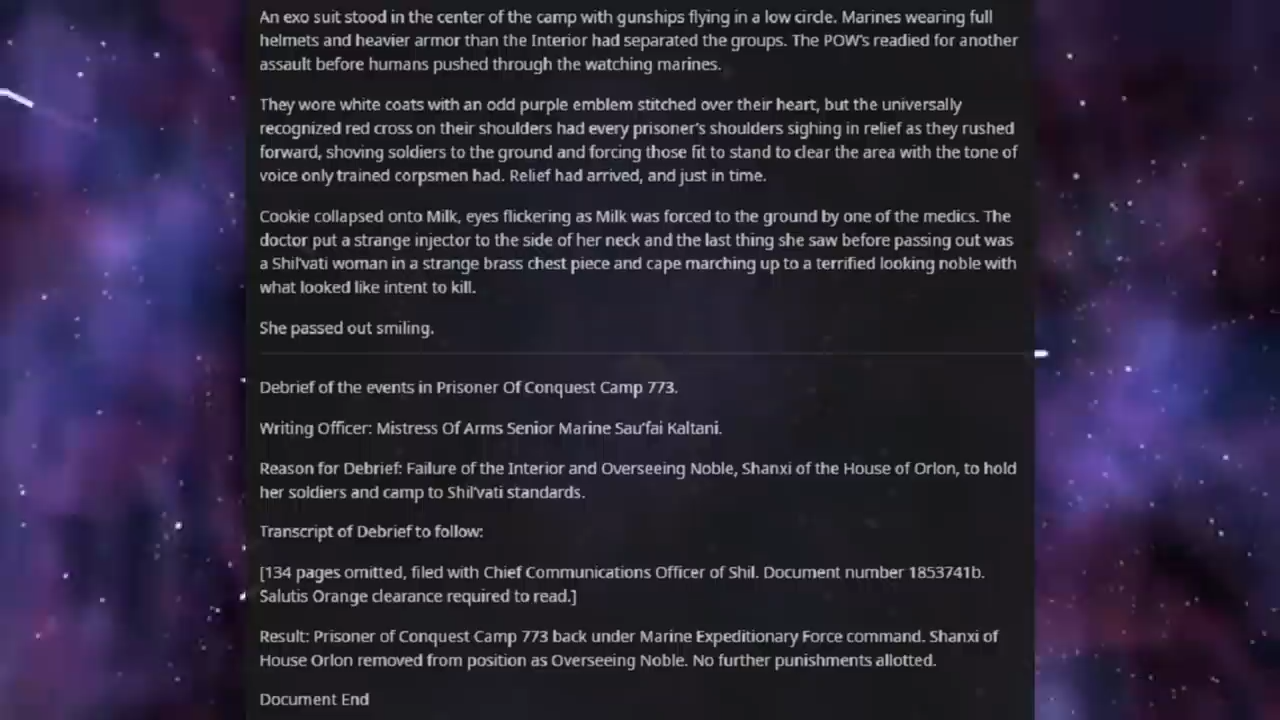 An exo suit stood in the center of the camp with gunships flying in a low circle. Marines wearing full
helmets and heavier armor than the Interior had separated the groups. The POW's readied for another
assault before humans pushed through the watching marines.
They wore white coats with an odd purple emblem stitched over their heart, but the universally
recognized red cross on their shoulders had every prisoner's shoulders sighing in relief as they rushed
forward, shoving soldiers to the ground and forcing those fit to stand to clear the area with the tone of
voice only trained corpsmen had. Relief had arrived, and just in time.
Cookie collapsed onto Milk, eyes flickering as Milk was forced to the ground by one of the medics. The
doctor put a strange injector to the side of her neck and the last thing she saw before passing out was
a Shil'vati woman in a strange brass chest piece and cape marching up to a terrified looking noble with
what looked like intent to kill.
She passed out smiling.
Debrief of the events in Prisoner Of Conquest Camp 773.
Writing Officer: Mistress Of Arms Senior Marine Sau'fai Kaltani.
Reason for Debrief: Failure of the Interior and Overseeing Noble, Shanxi of the House of Orlon, to hold
her soldiers and camp to Shil'vati standards.
Transcript of Debrief to follow:
[134 pages omitted, filed with Chief Communications Officer of Shil. Document number 1853741b.
Salutis Orange clearance required to read.]
Result: Prisoner of Conquest Camp 773 back under Marine Expeditionary Force command. Shanxi of
House Orlon removed from position as Overseeing Noble. No further punishments allotted.
Document End